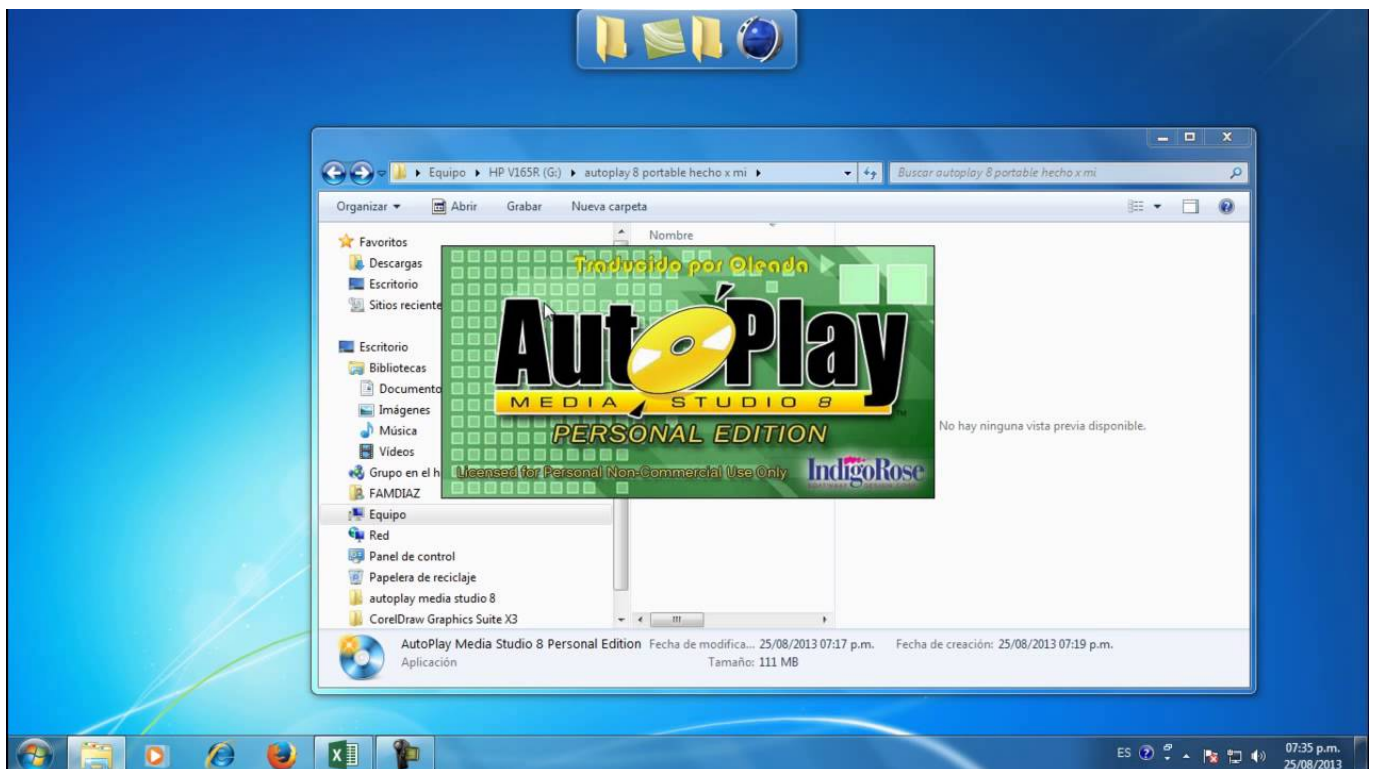 Equipo ▸ HP V165R (G:) ▸ autoplay 8 portable hecho x mi ▸
Buscar autoplay 8 portable hecho x mi
Organizar
Abrir
Grabar
Nueva carpeta
Nombre
Favoritos
Descargas
Escritorio
Sitios reciente
Escritorio
Bibliotecas
Documento
Imágenes
Música
Vídeos
Grupo en el h
FAMDIAZ
Equipo
Red
Panel de control
Papelera de reciclaje
autoplay media studio 8
CorelDraw Graphics Suite X3
Traducido por Oleada
AutoPlay
MEDIA STUDIO 8
TM
PERSONAL EDITION
Licensed for Personal Non-Commercial Use Only
IndigoRose
No hay ninguna vista previa disponible.
AutoPlay Media Studio 8 Personal Edition
Aplicación
Fecha de modifica... 25/08/2013 07:17 p.m.
Tamaño: 111 MB
Fecha de creación: 25/08/2013 07:19 p.m.
ES
07:35 p.m.
25/08/2013